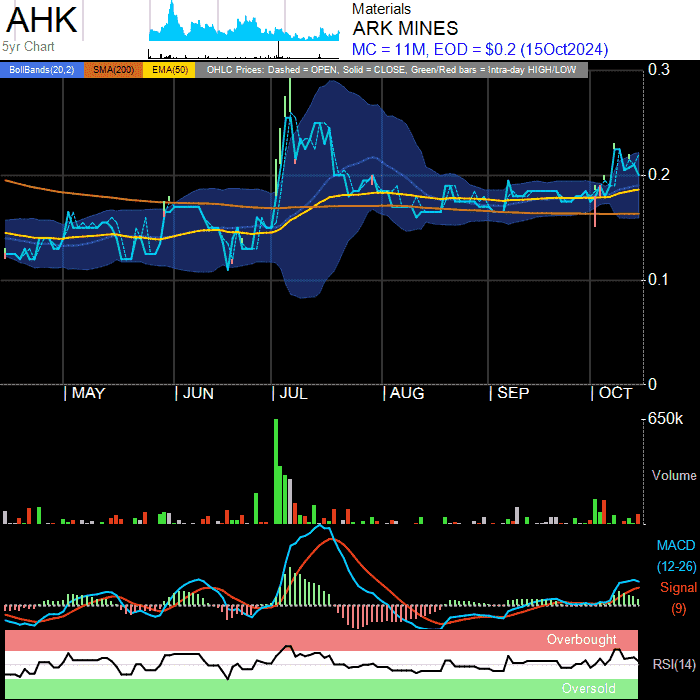 AHK
Materials
ARK MINES
5yr Chart
MC = 11M, EOD = $0.2 (15Oct2024)
BollBands(20,2) SMA(200) EMA(50) OHLC Prices: Dashed = OPEN, Solid = CLOSE, Green/Red bars = Intra-day HIGH/LOW
0.3
0.2
0.1
0
MAY JUN JUL AUG SEP OCT
650k
Volume
MACD
(12-26)
Signal
(9)
Overbought
RSI(14)
Oversold